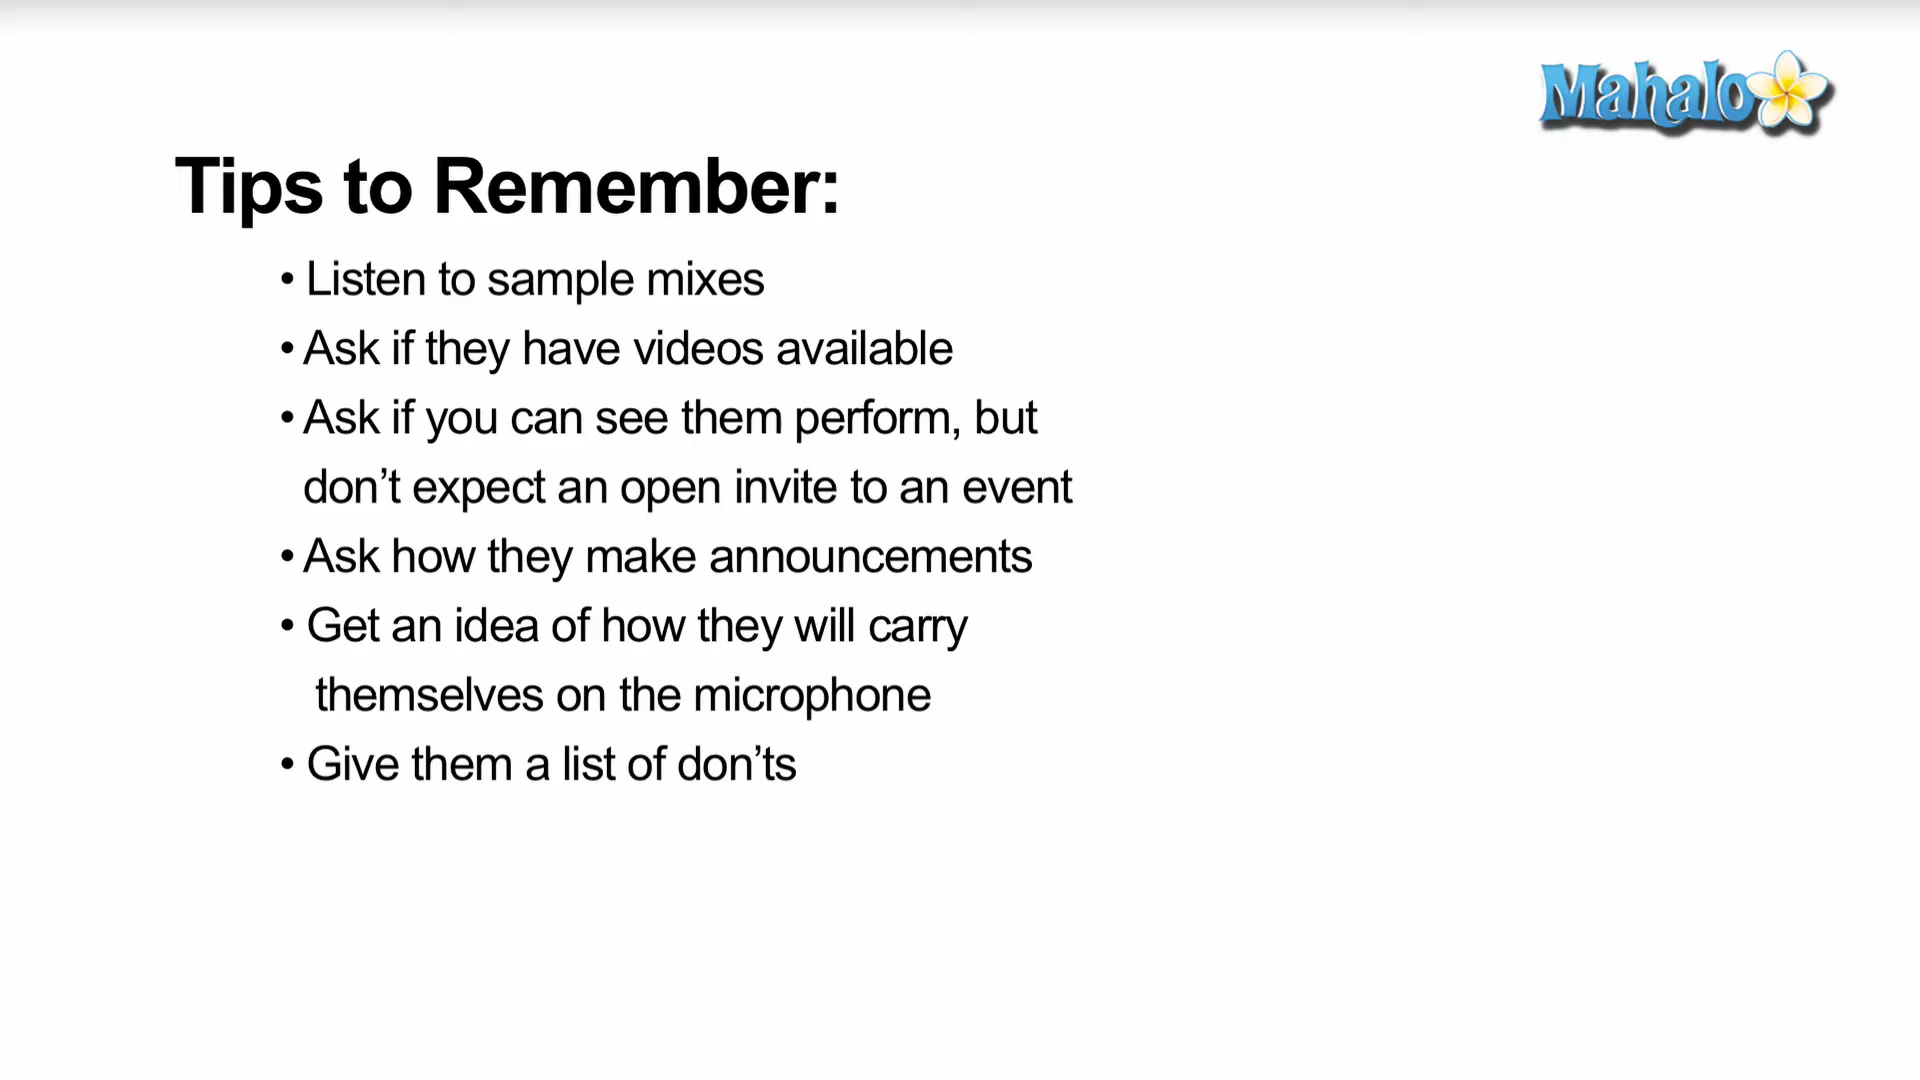 Mahalo
Tips to Remember:
• Listen to sample mixes
• Ask if they have videos available
• Ask if you can see them perform, but
don’t expect an open invite to an event
• Ask how they make announcements
• Get an idea of how they will carry
themselves on the microphone
• Give them a list of don’ts